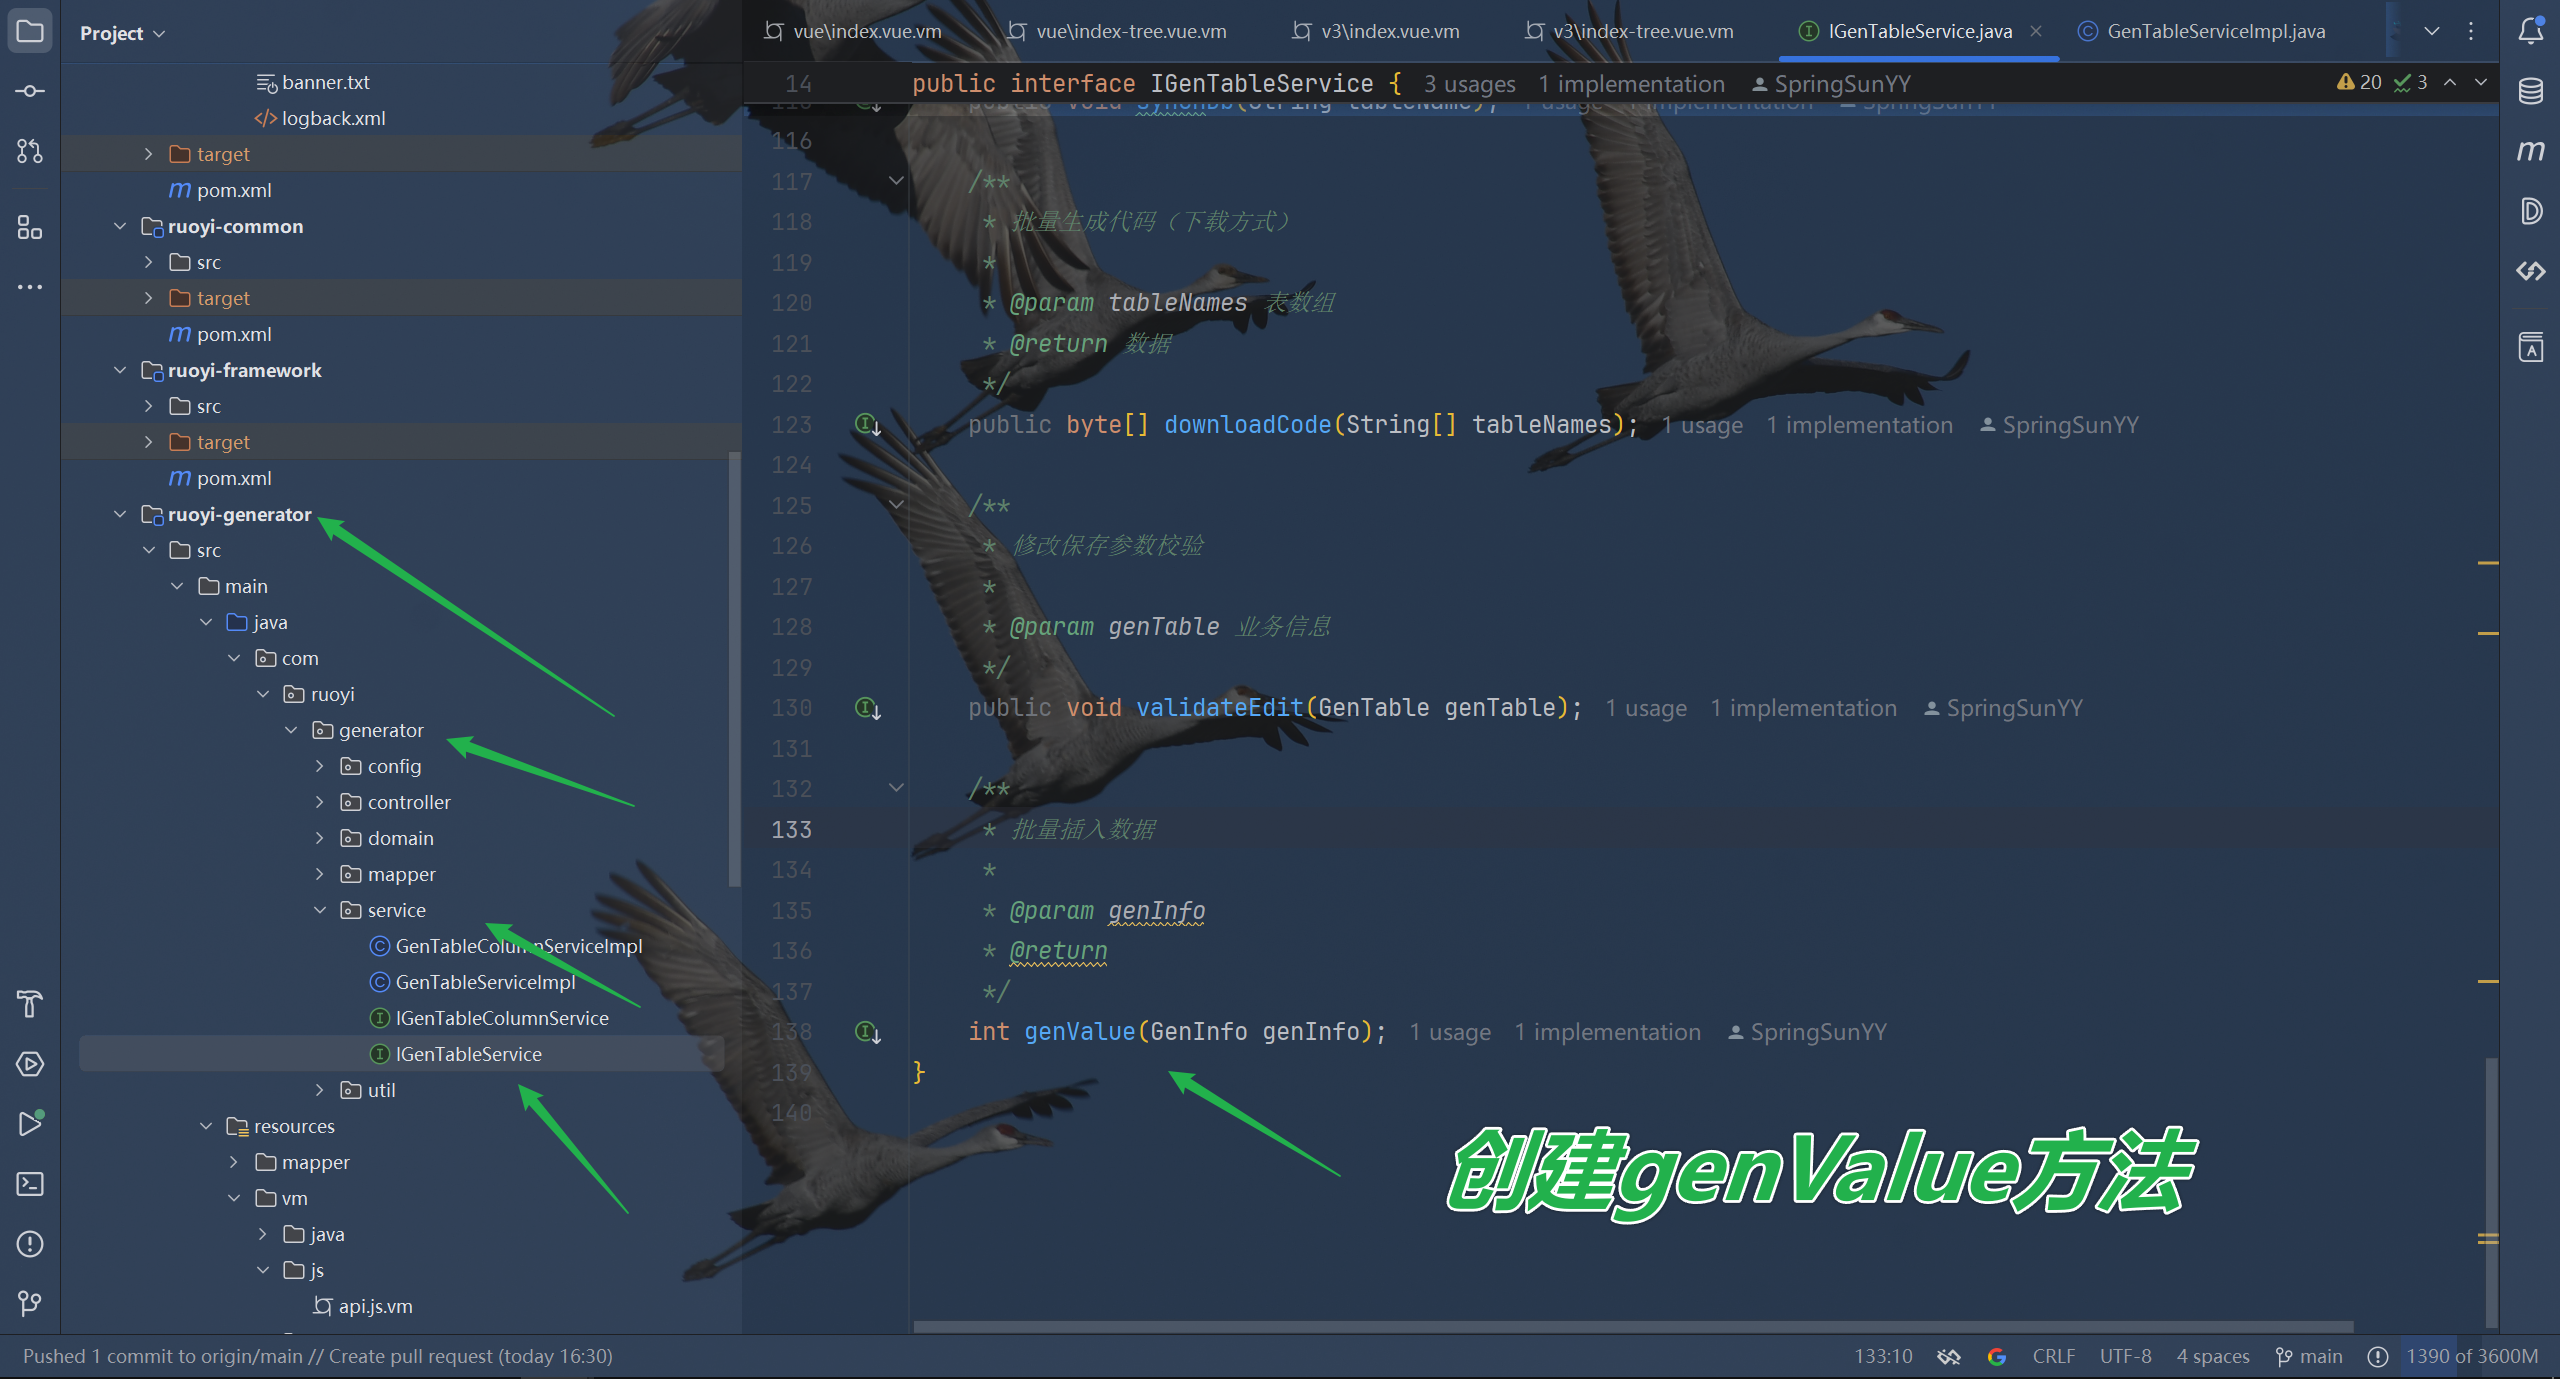 Project
banner.txt
logback.xml
target
pom.xml
ruoyi-common
src
target
pom.xml
ruoyi-framework
src
target
pom.xml
ruoyi-generator
src
main
java
com
ruoyi
generator
config
controller
domain
mapper
service
GenTableColumnServiceImpl
GenTableServiceImpl
IGenTableColumnService
IGenTableService
util
resources
mapper
vm
java
js
api.js.vm
vue\index.vue.vm
vue\index-tree.vue.vm
v3\index.vue.vm
v3\index-tree.vue.vm
IGenTableService.java
GenTableServiceImpl.java
14 public interface IGenTableService { 3 usages 1 implementation SpringSunYY
20 3
public void synchDb(String tableName); 1 usage 1 implementation SpringSunYY
116
117 /**
118 * 批量生成代码（下载方式）
119 *
120 * @param tableNames 表数组
121 * @return 数据
122 */
123 public byte[] downloadCode(String[] tableNames); 1 usage 1 implementation SpringSunYY
124
125 /**
126 * 修改保存参数校验
127 *
128 * @param genTable 业务信息
129 */
130 public void validateEdit(GenTable genTable); 1 usage 1 implementation SpringSunYY
131
132 /**
133 * 批量插入数据
134 *
135 * @param genInfo
136 * @return
137 */
138 int genValue(GenInfo genInfo); 1 usage 1 implementation SpringSunYY
139 }
140
创建genValue方法
Pushed 1 commit to origin/main // Create pull request (today 16:30)
133:10 CRLF UTF-8 4 spaces main 1390 of 3600M